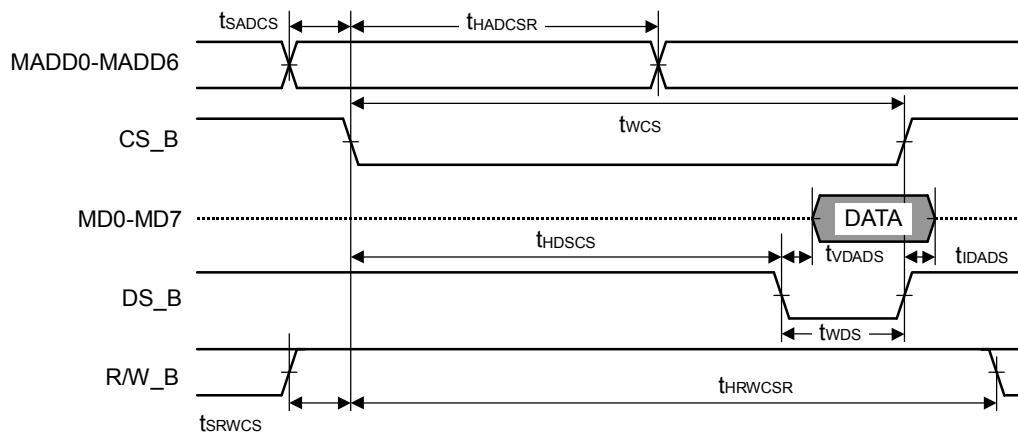 tSADCS
tHADCSR
MADD0-MADD6
tWCS
CS_B
MD0-MD7
DATA
tHDSCS
tVDADS
tIDADS
DS_B
tWDS
R/W_B
tHRWCSR
tSRWCS